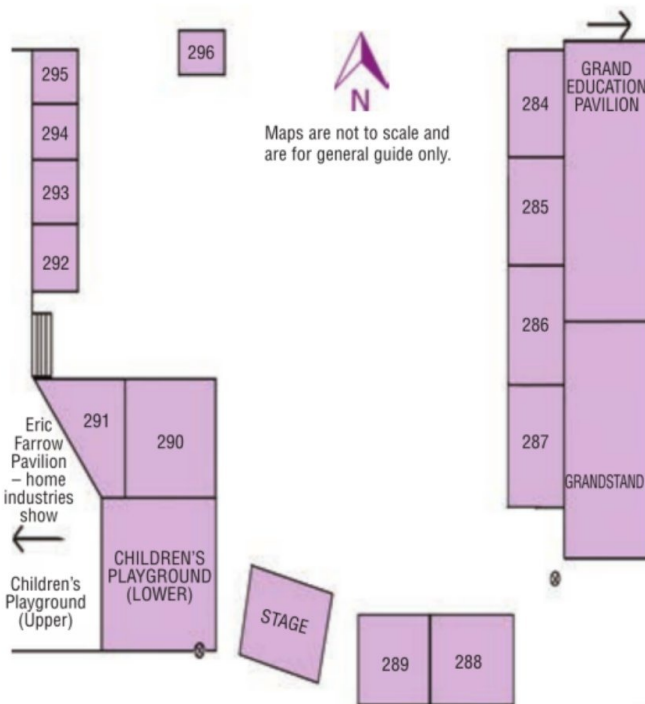 296
295
294
293
292
N
Maps are not to scale and
are for general guide only.
284
285
286
287
GRAND
EDUCATION
PAVILION
GRANDSTAND
291
290
Eric
Farrow
Pavilion
– home
industries
show
Children's
Playground
(Upper)
CHILDREN'S
PLAYGROUND
(LOWER)
STAGE
289
288